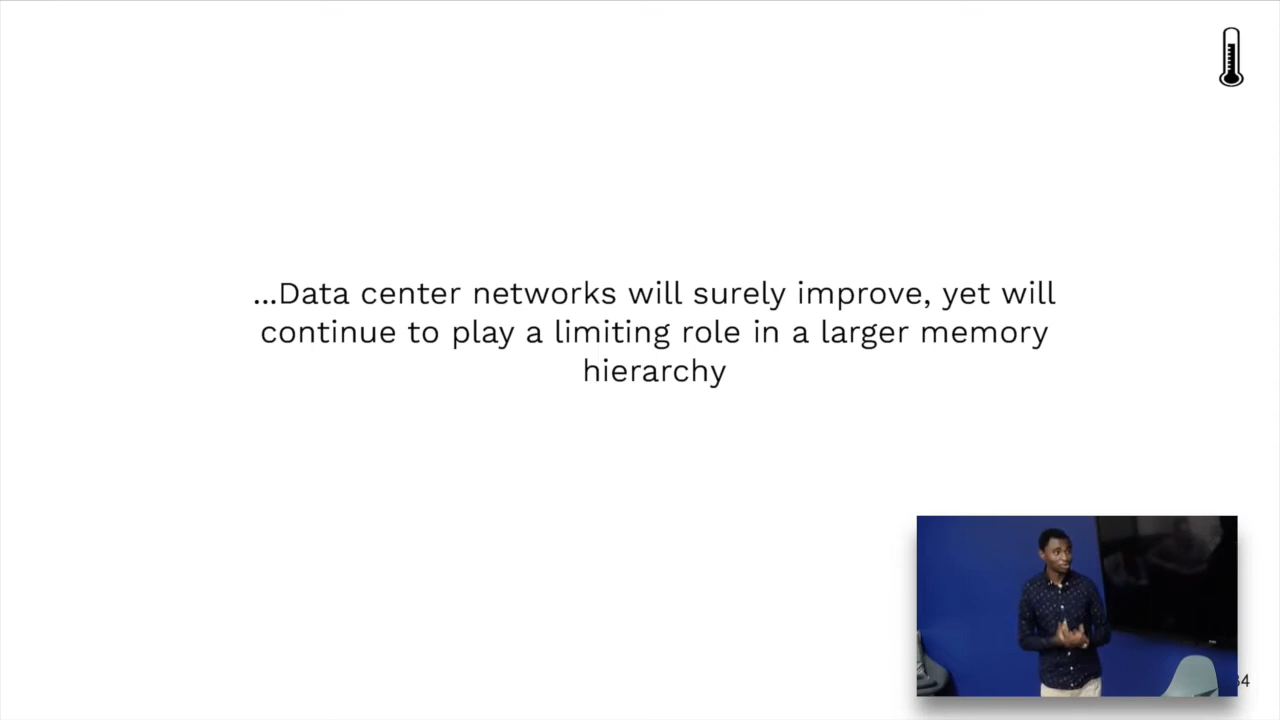 ...Data center networks will surely improve, yet will
continue to play a limiting role in a larger memory
hierarchy